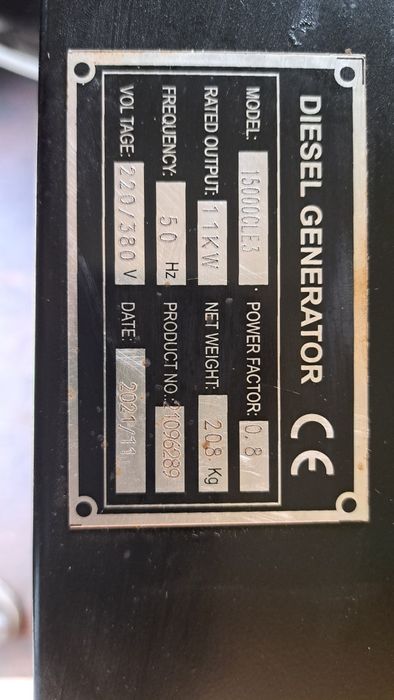 DIESEL GENERATOR CE
MODEL: 15000CLE3 POWER FACTOR: 0.8
RATED OUTPUT: 11KW NET WEIGHT: 208 Kg
FREQUENCY: 50 Hz PRODUCT NO.: 21096289
VOLTAGE: 220/380 V DATE: 2021/11